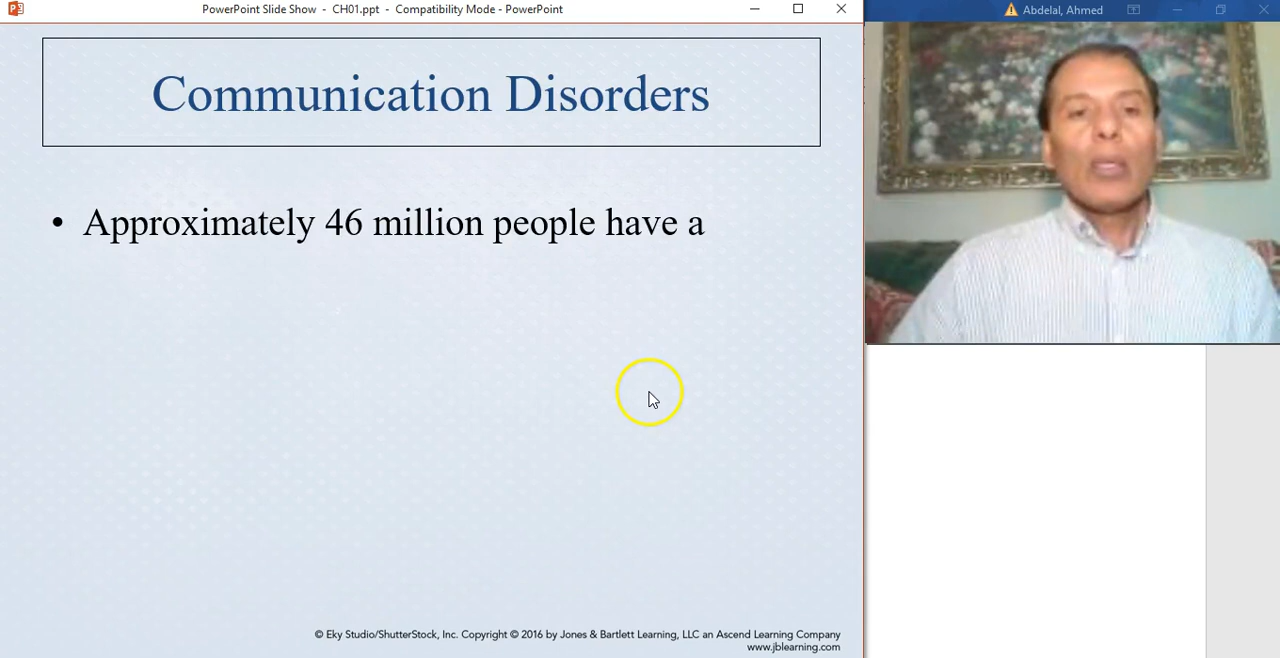 PowerPoint Slide Show - CH01.ppt - Compatibility Mode - PowerPoint
Abdelal, Ahmed
Communication Disorders
• Approximately 46 million people have a
© Eky Studio/ShutterStock, Inc. Copyright © 2016 by Jones & Bartlett Learning, LLC an Ascend Learning Company
www.jblearning.com